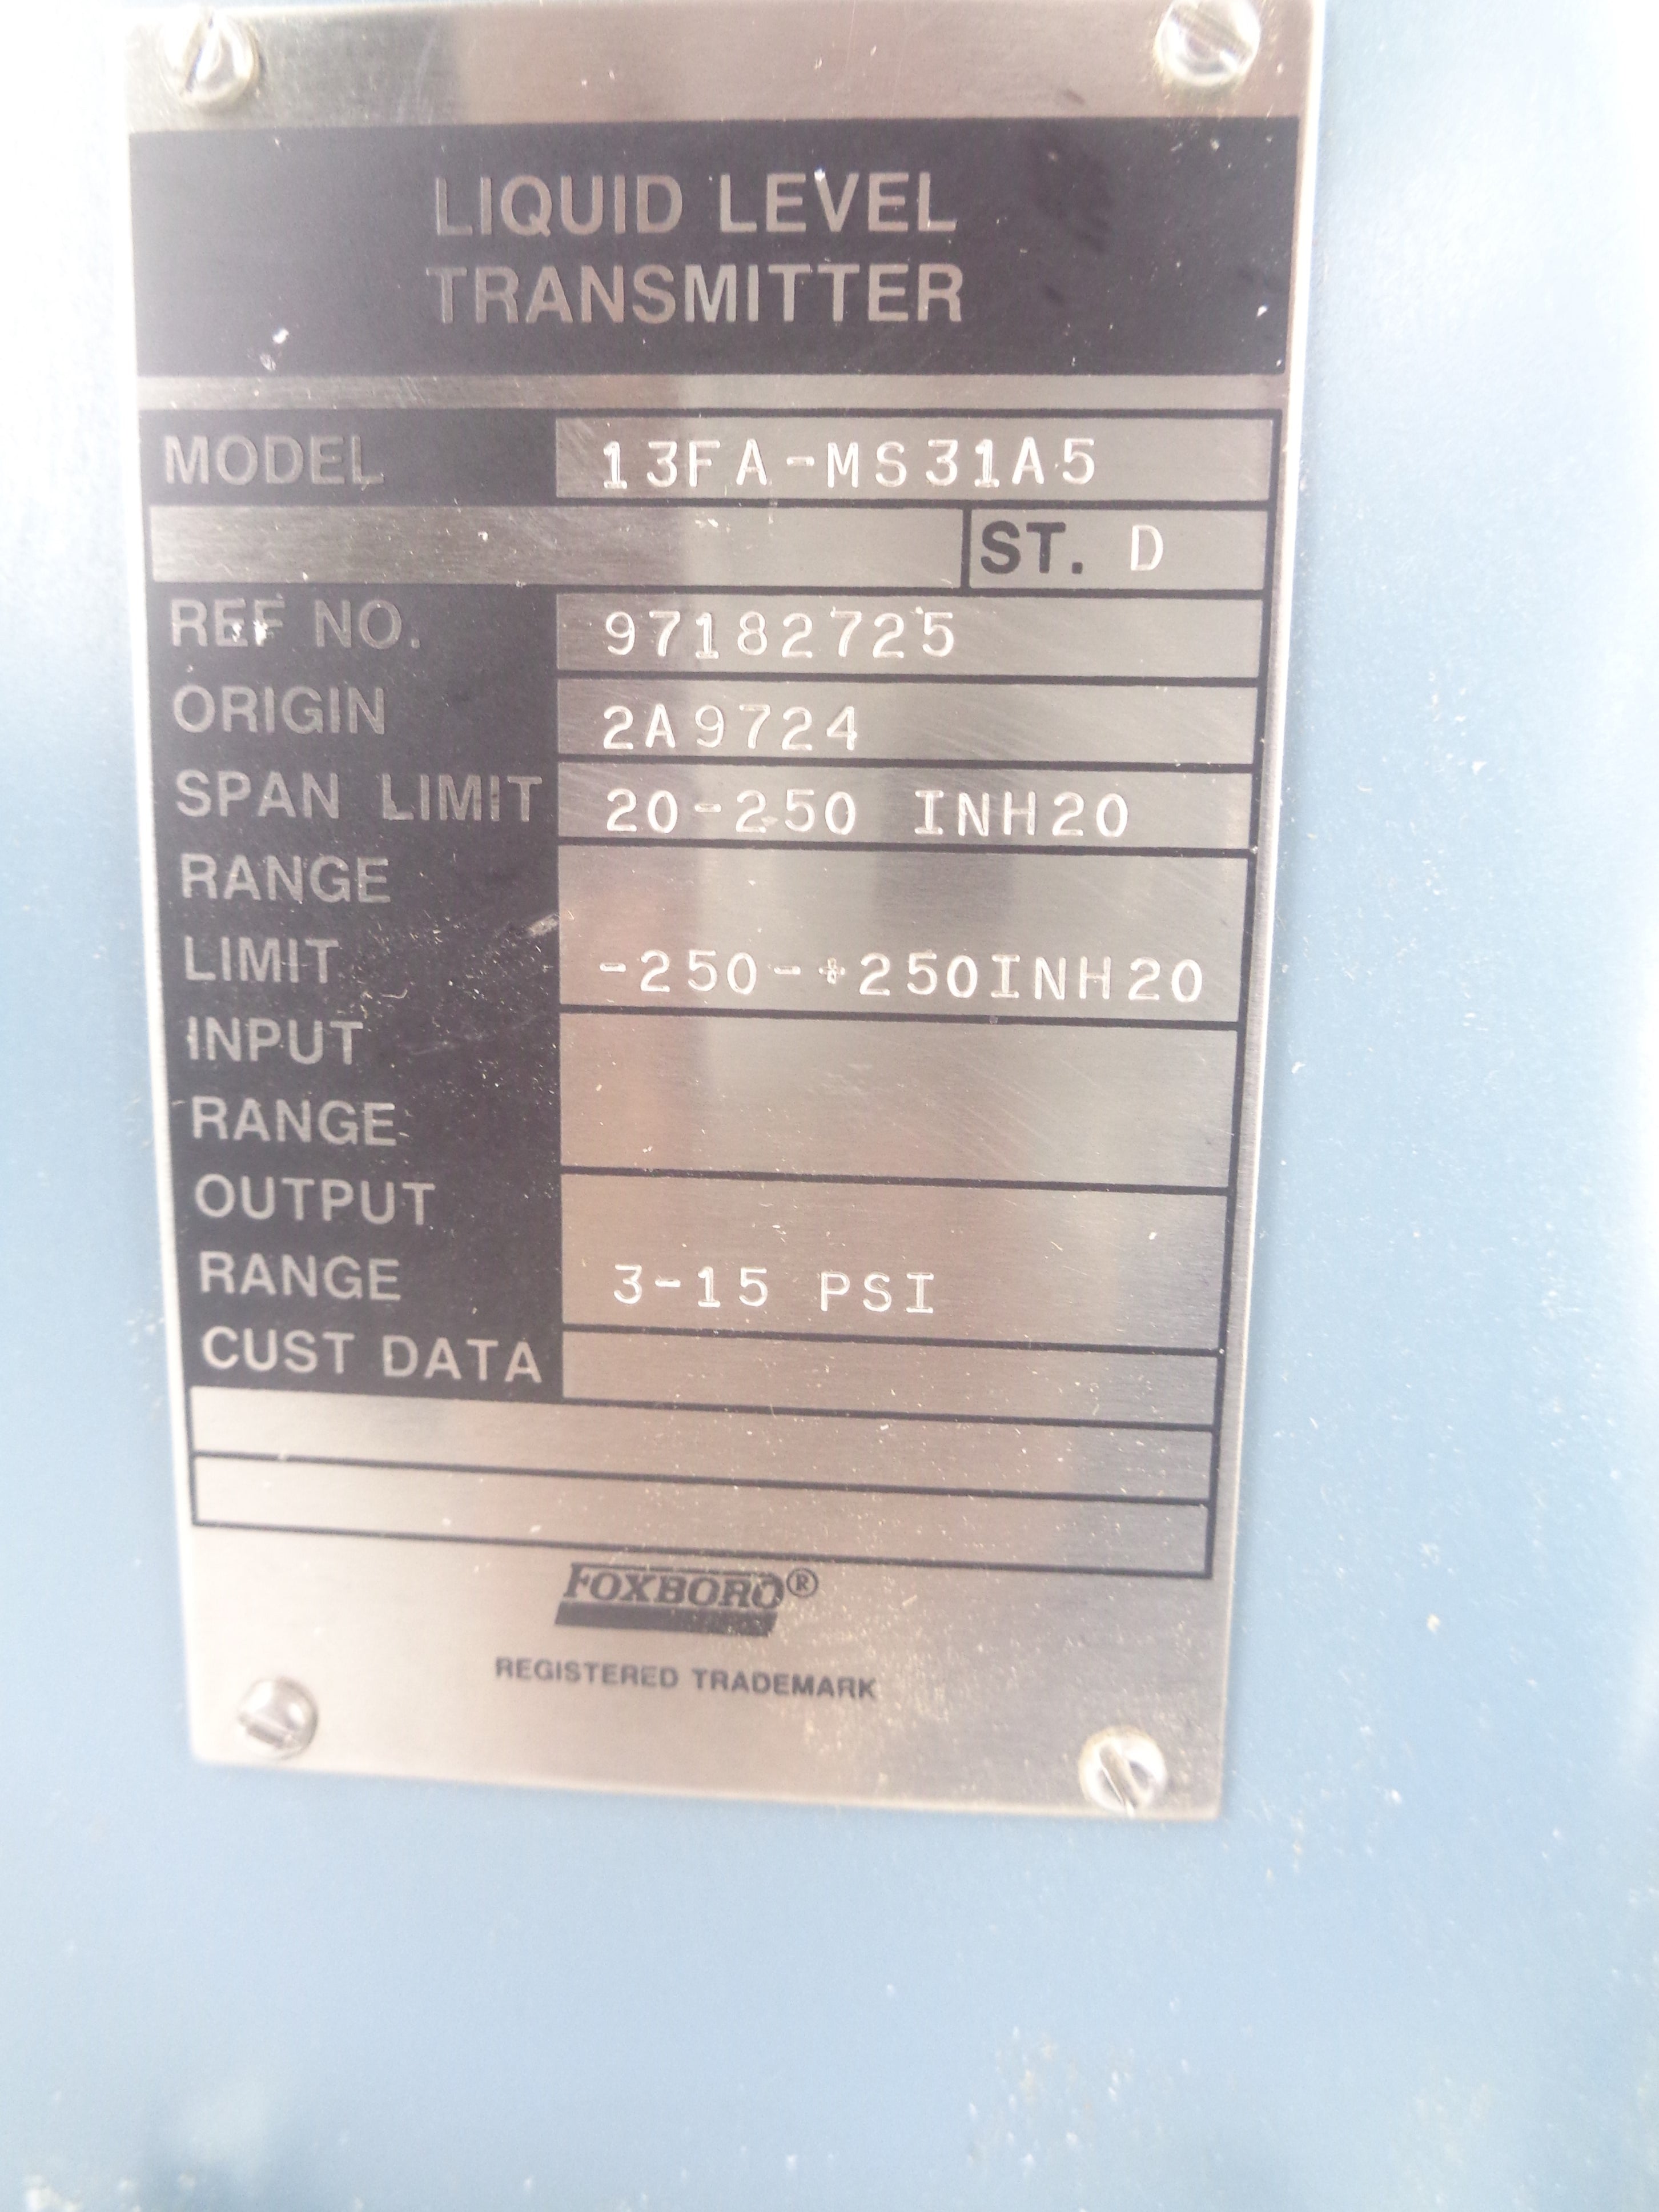 LIQUID LEVEL
TRANSMITTER
MODEL 13FA-MS31A5
ST. D
REF NO. 97182725
ORIGIN 2A9724
SPAN LIMIT 20-250 INH20
RANGE
LIMIT -250-+250INH20
INPUT
RANGE
OUTPUT
RANGE 3-15 PSI
CUST DATA
FOXBORO®
REGISTERED TRADEMARK